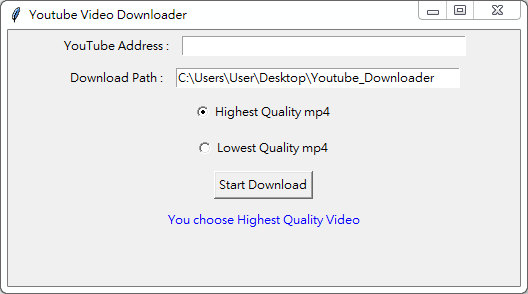 Youtube Video Downloader
YouTube Address :
Download Path : C:\Users\User\Desktop\Youtube_Downloader
Highest Quality mp4
Lowest Quality mp4
Start Download
You choose Highest Quality Video